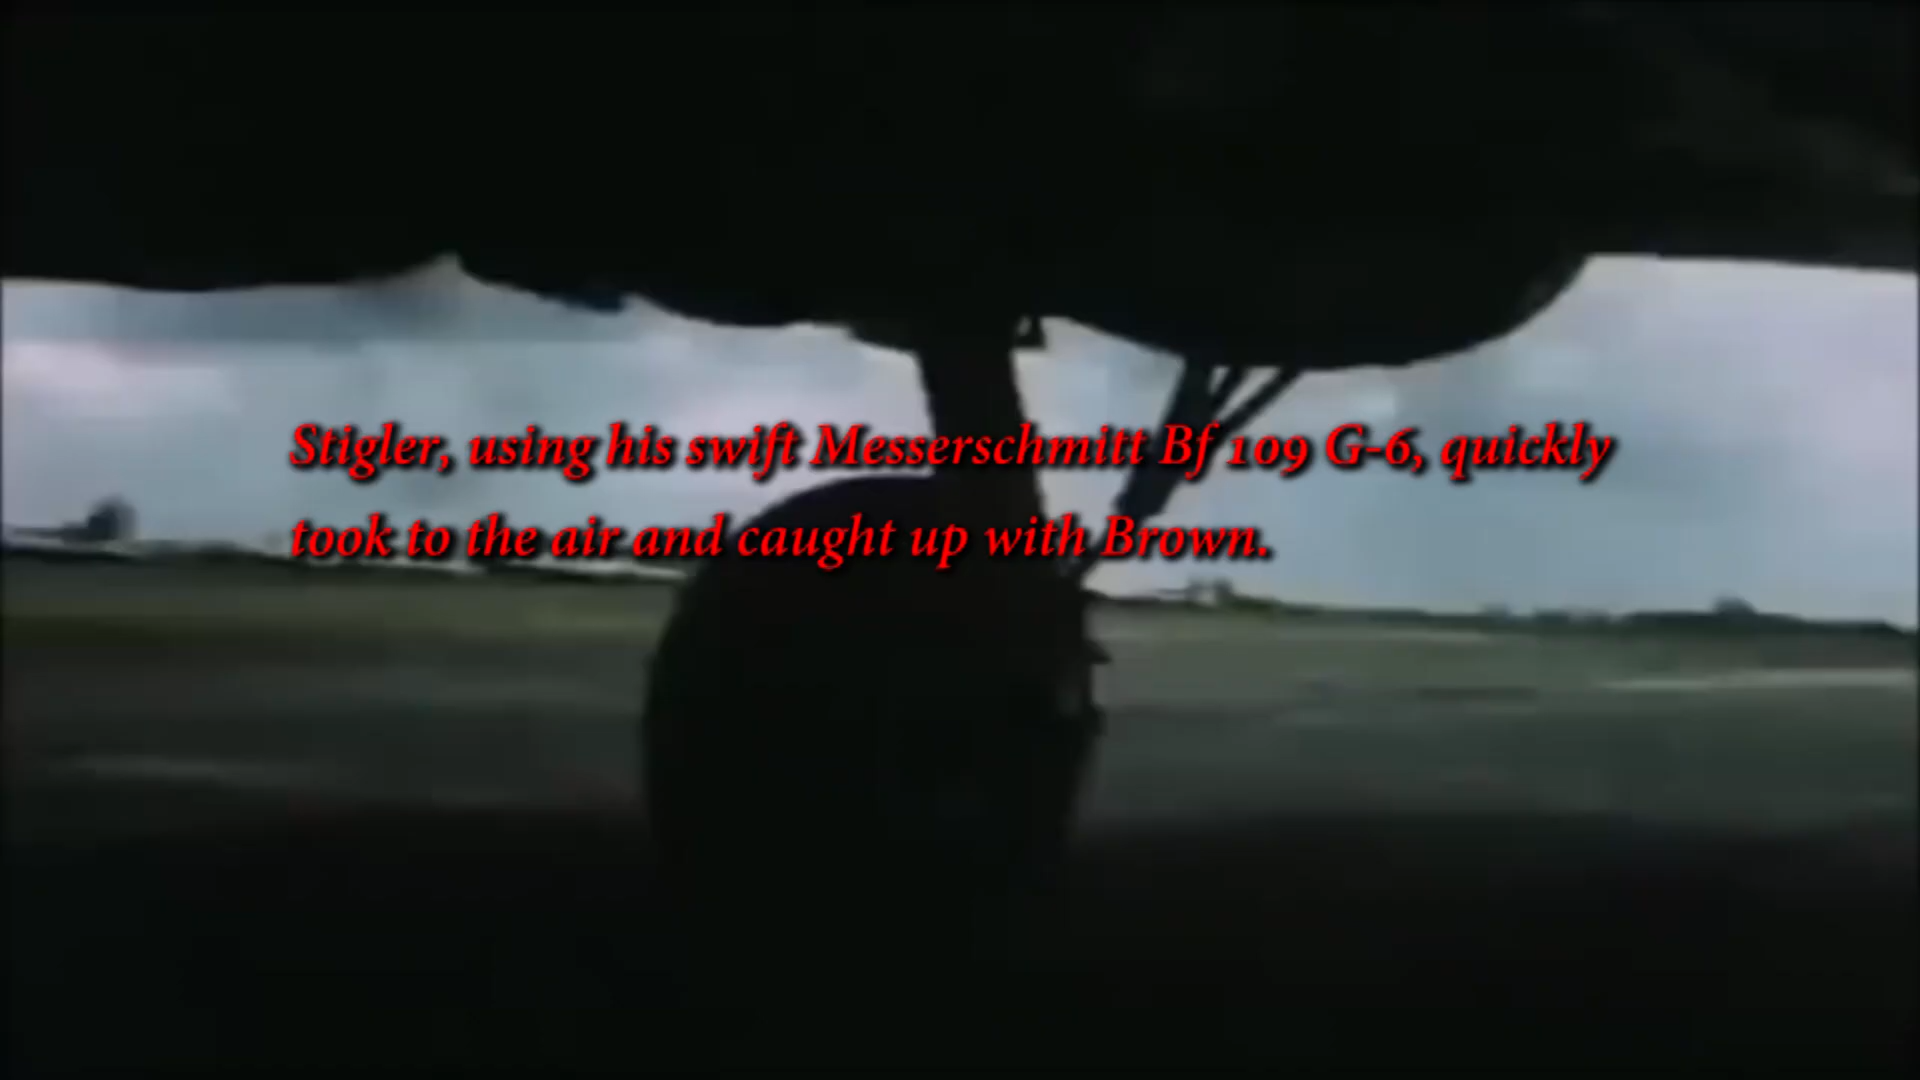 Stigler, using his swift Messerschmitt Bf 109 G-6, quickly
took to the air and caught up with Brown.